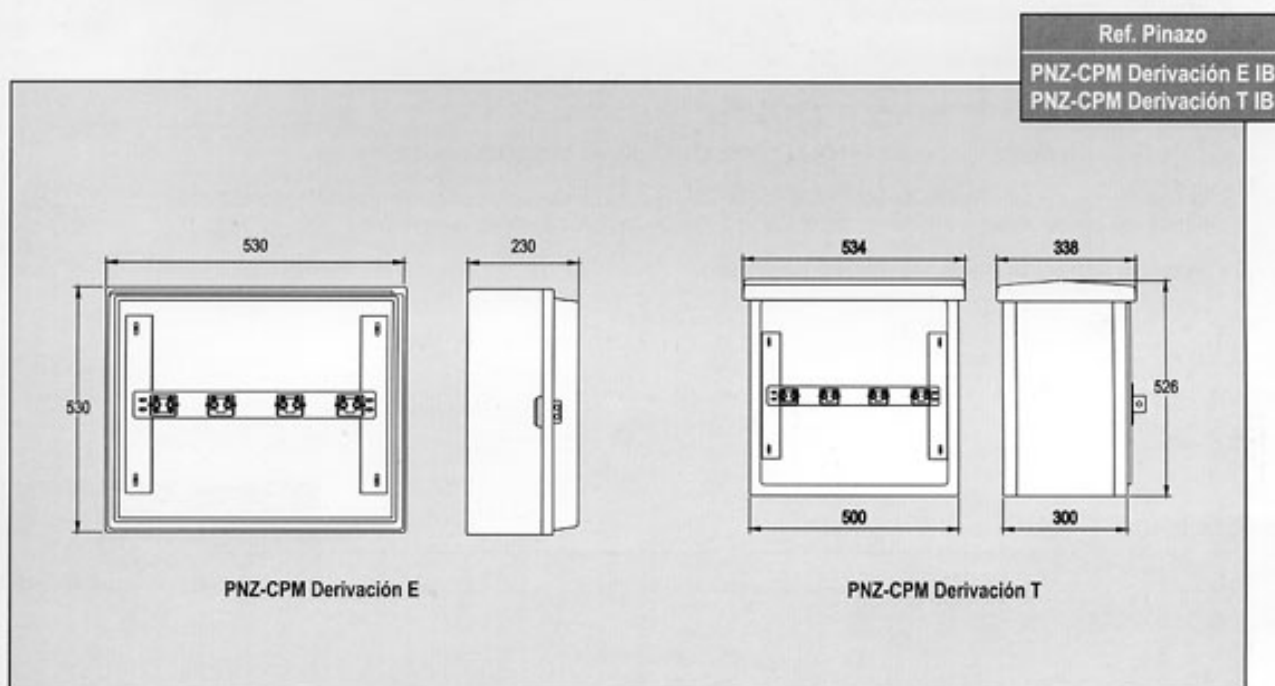 Ref. Pinazo
PNZ-CPM Derivación E IB
PNZ-CPM Derivación T IB
530
230
534
338
530
526
500
300
PNZ-CPM Derivación E
PNZ-CPM Derivación T